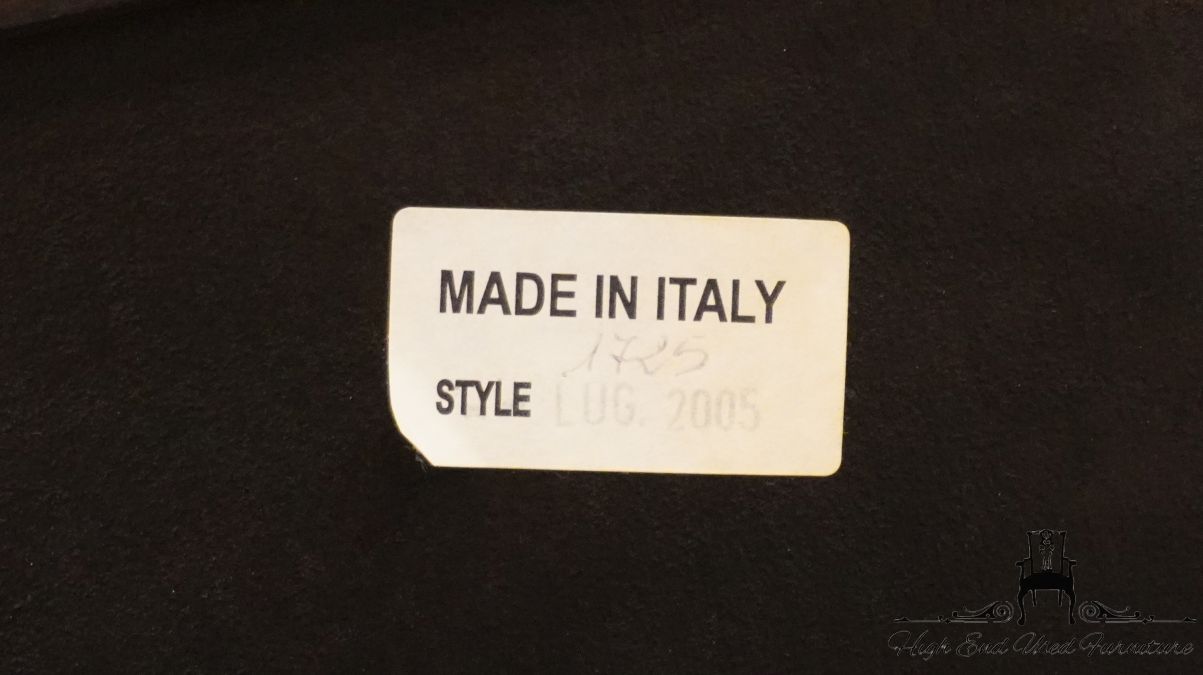 MADE IN ITALY
1725
STYLE LUG. 2005
High End Used Furniture